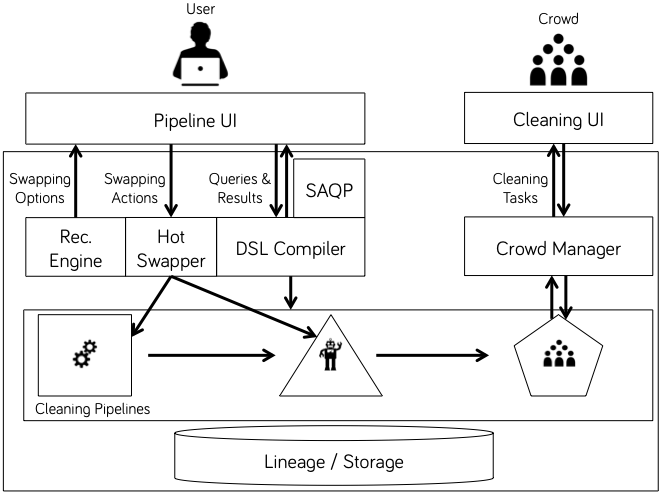 User
Crowd
Pipeline UI
Cleaning UI
Swapping
Options
Swapping
Actions
Queries &
Results
SAQP
Cleaning
Tasks
Rec.
Engine
Hot
Swapper
DSL Compiler
Crowd Manager
Cleaning Pipelines
Lineage / Storage